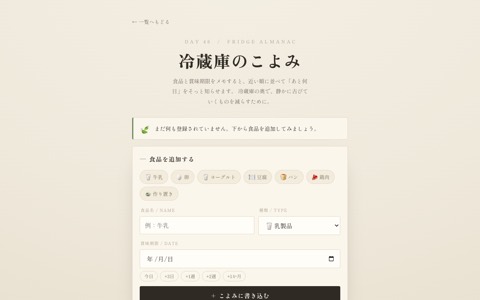 ← 一覧へもどる
DAY 46 / FRIDGE ALMANAC
冷蔵庫のこよみ
食品と賞味期限をメモすると、近い順に並べて「あと何
日」をそっと知らせます。冷蔵庫の奥で、静かに古びて
いくものを減らすために。
まだ何も登録されていません。下から食品を追加してみましょう。
食品を追加する
牛乳 卵 ヨーグルト 豆腐 パン 鶏肉
作り置き
食品名 / NAME 種類 / TYPE
例：牛乳 乳製品
賞味期限 / DATE
年 /月/日
今日 +3日 +1週 +2週 +1か月
+ こよみに書き込む